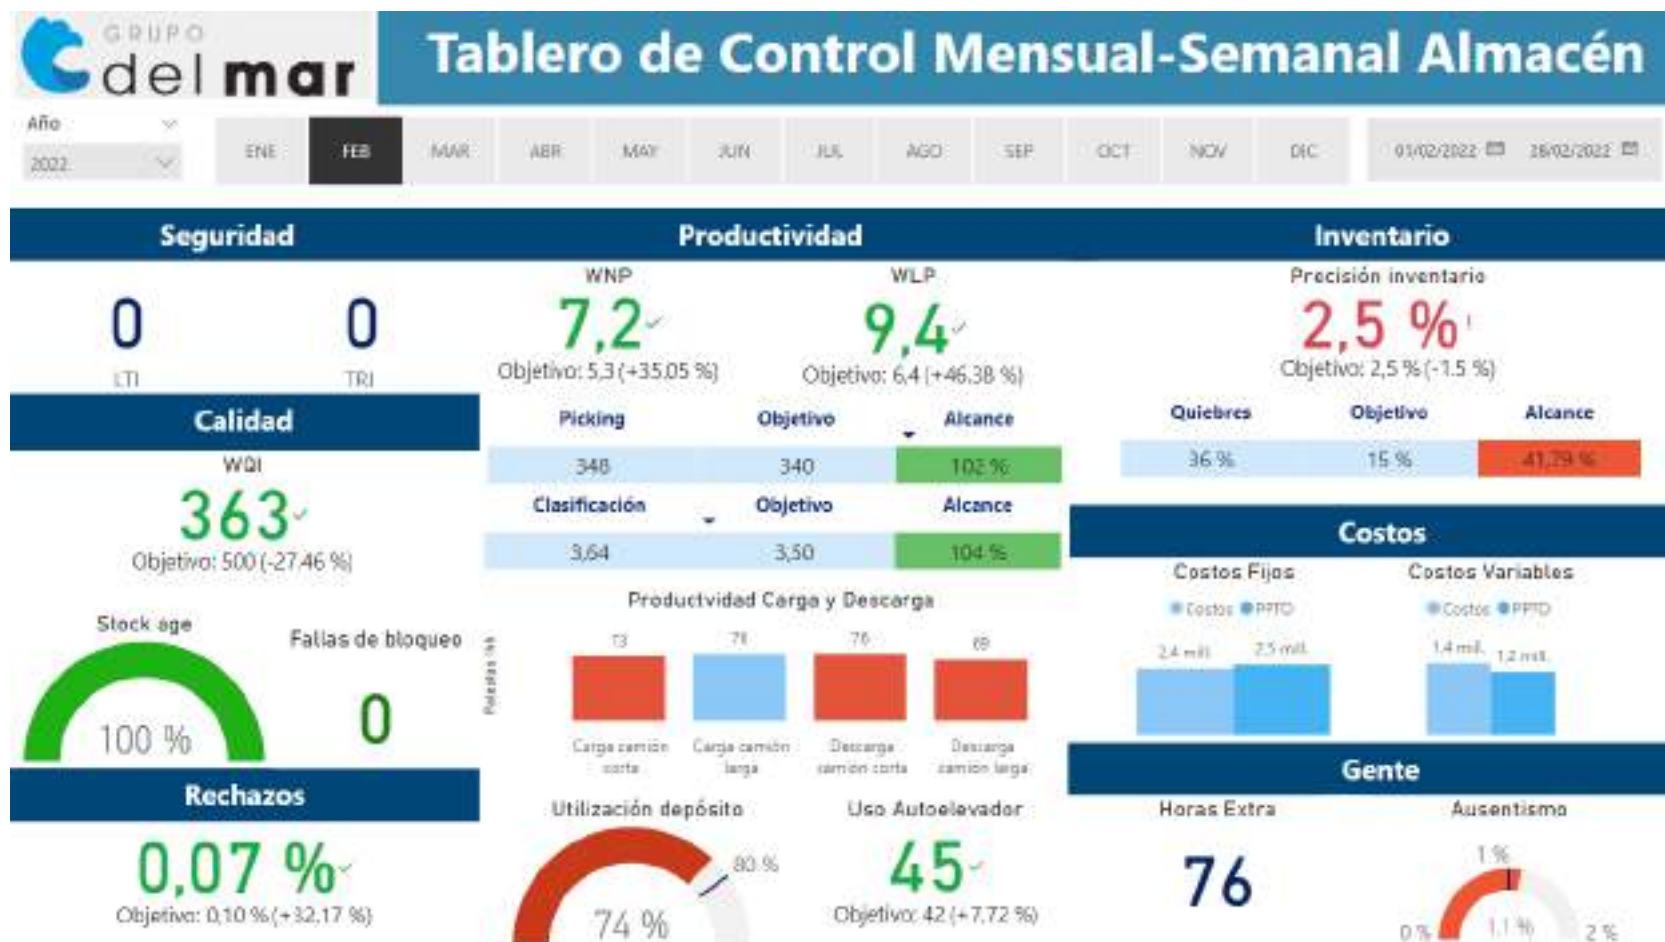 GRUPO
del mar
Tablero de Control Mensual-Semanal Almacén
Año
2022
ENE FEB MAR ABR MAY JUN JUL AGO SEP OCT NOV DIC
01/02/2022 28/02/2022
Seguridad
0 0
LTI TRI
Calidad
WQI
363
Objetivo: 500 (-27.46 %)
Stock age
100 %
Fallas de bloqueo
0
Rechazos
0,07 %
Objetivo: 0,10 % (+32.17 %)
Productividad
WNP
7,2
Objetivo: 5,3 (+35.05 %)
WLP
9,4
Objetivo: 6,4 (+46.38 %)
Picking Objetivo Alcance
348 340 102 %
Clasificación Objetivo Alcance
3,64 3,50 104 %
Productvidad Carga y Descarga
73 78 76 69
Carga camión corta
Carga camión larga
Descarga camión corta
Descarga camión larga
Utilización depósito
80 %
74 %
Uso Autoelevador
45
Objetivo: 42 (+7.72 %)
Inventario
Precisión inventario
2,5 % !
Objetivo: 2,5 % (-1.5 %)
Quiebres Objetivo Alcance
36 % 15 % 41,79 %
Costos
Costos Fijos
Costos PPTO
2,4 mill. 2,5 mill.
Costos Variables
Costos PPTO
1,4 mill. 1,2 mill.
Gente
Horas Extra
76
Ausentismo
1 %
0 % 1,1 % 2 %